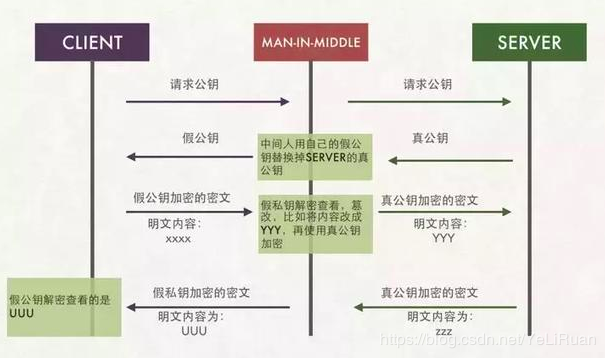 CLIENT
MAN-IN-MIDDLE
SERVER
请求公钥
请求公钥
假公钥
中间人用自己的假公
钥替换掉SERVER的真
公钥
真公钥
假公钥加密的密文
明文内容:
xxxx
假私钥解密查看,篡
改,比如将内容改成
YYY,再使用真公钥
加密
真公钥加密的密文
明文内容:
YYY
假公钥解密查看的是
UUU
假私钥加密的密文
明文内容为:
UUU
真公钥加密的密文
明文内容为:
zzz
https://blog.csdn.net/YeLiRuan